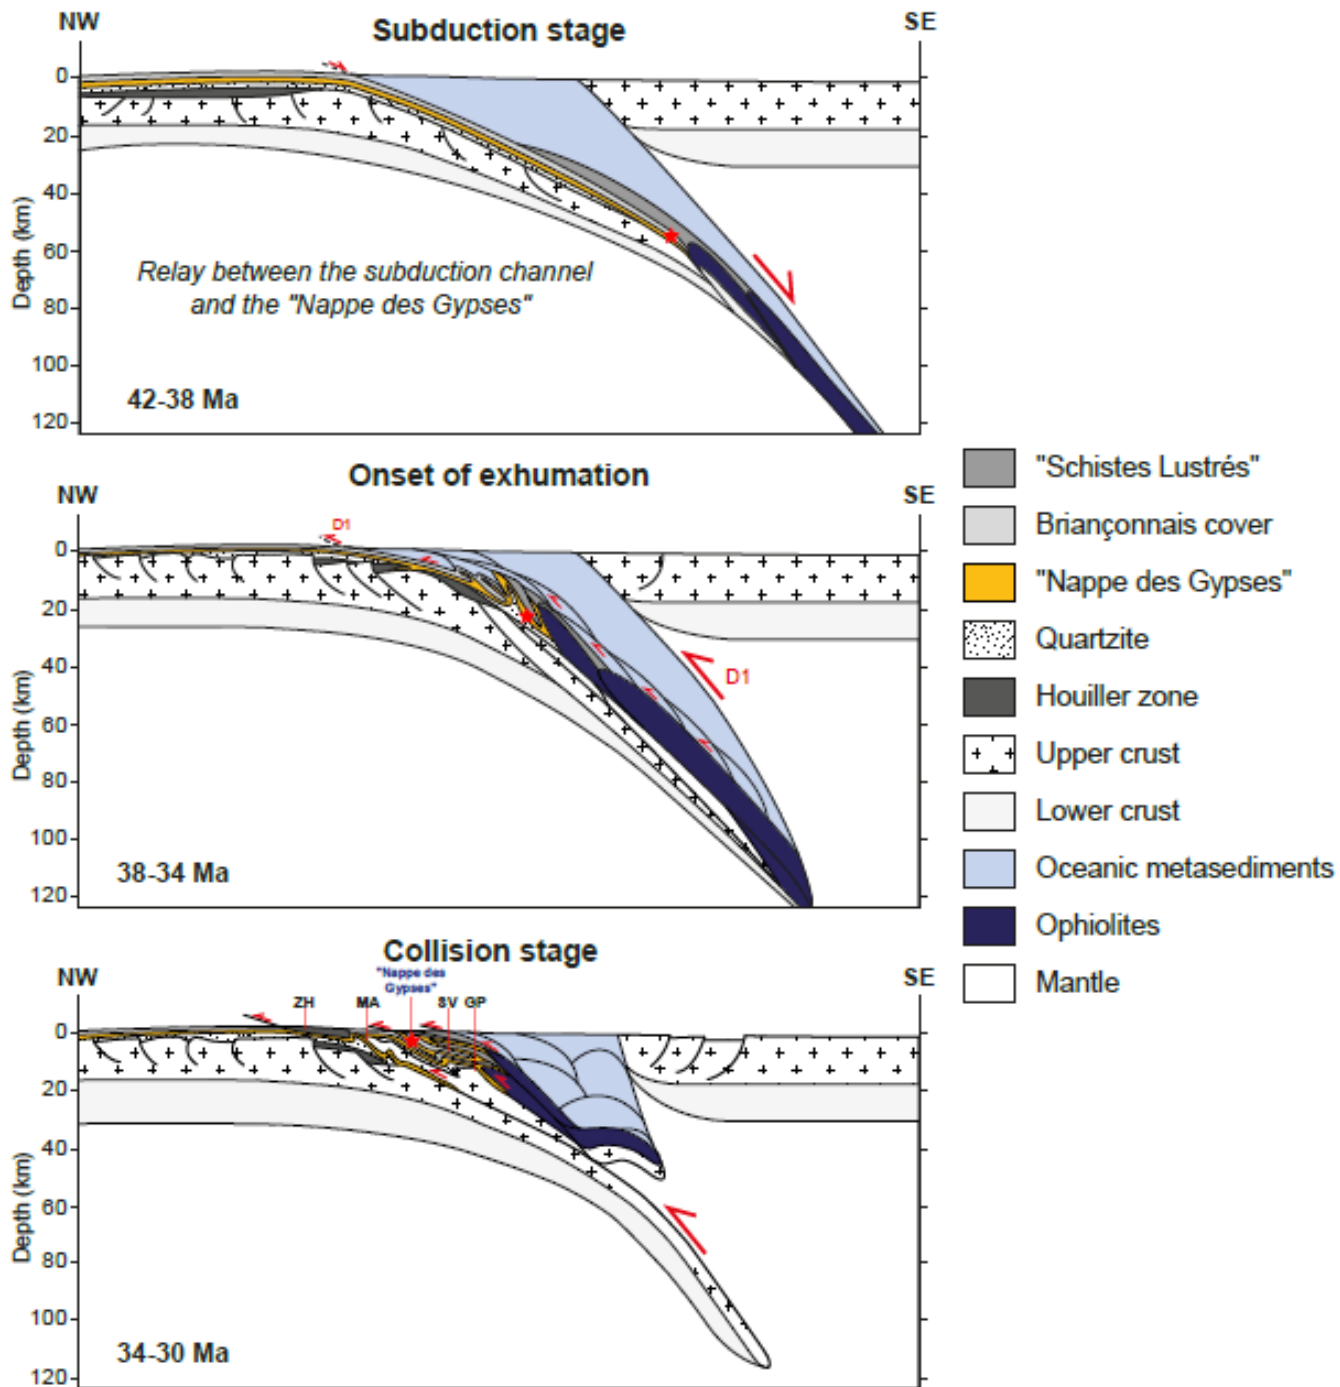 NW
Subduction stage
SE
0
20
40
60
80
100
120
Depth (km)
Relay between the subduction channel
and the "Nappe des Gypses"
42-38 Ma
Onset of exhumation
NW
SE
D1
0
20
40
60
80
100
120
Depth (km)
D1
38-34 Ma
Collision stage
NW
SE
"Nappe des
Gypses"
ZH
MA
SV
GP
0
20
40
60
80
100
120
Depth (km)
34-30 Ma
"Schistes Lustrés"
Briançonnais cover
"Nappe des Gypses"
Quartzite
Houiller zone
Upper crust
Lower crust
Oceanic metasediments
Ophiolites
Mantle